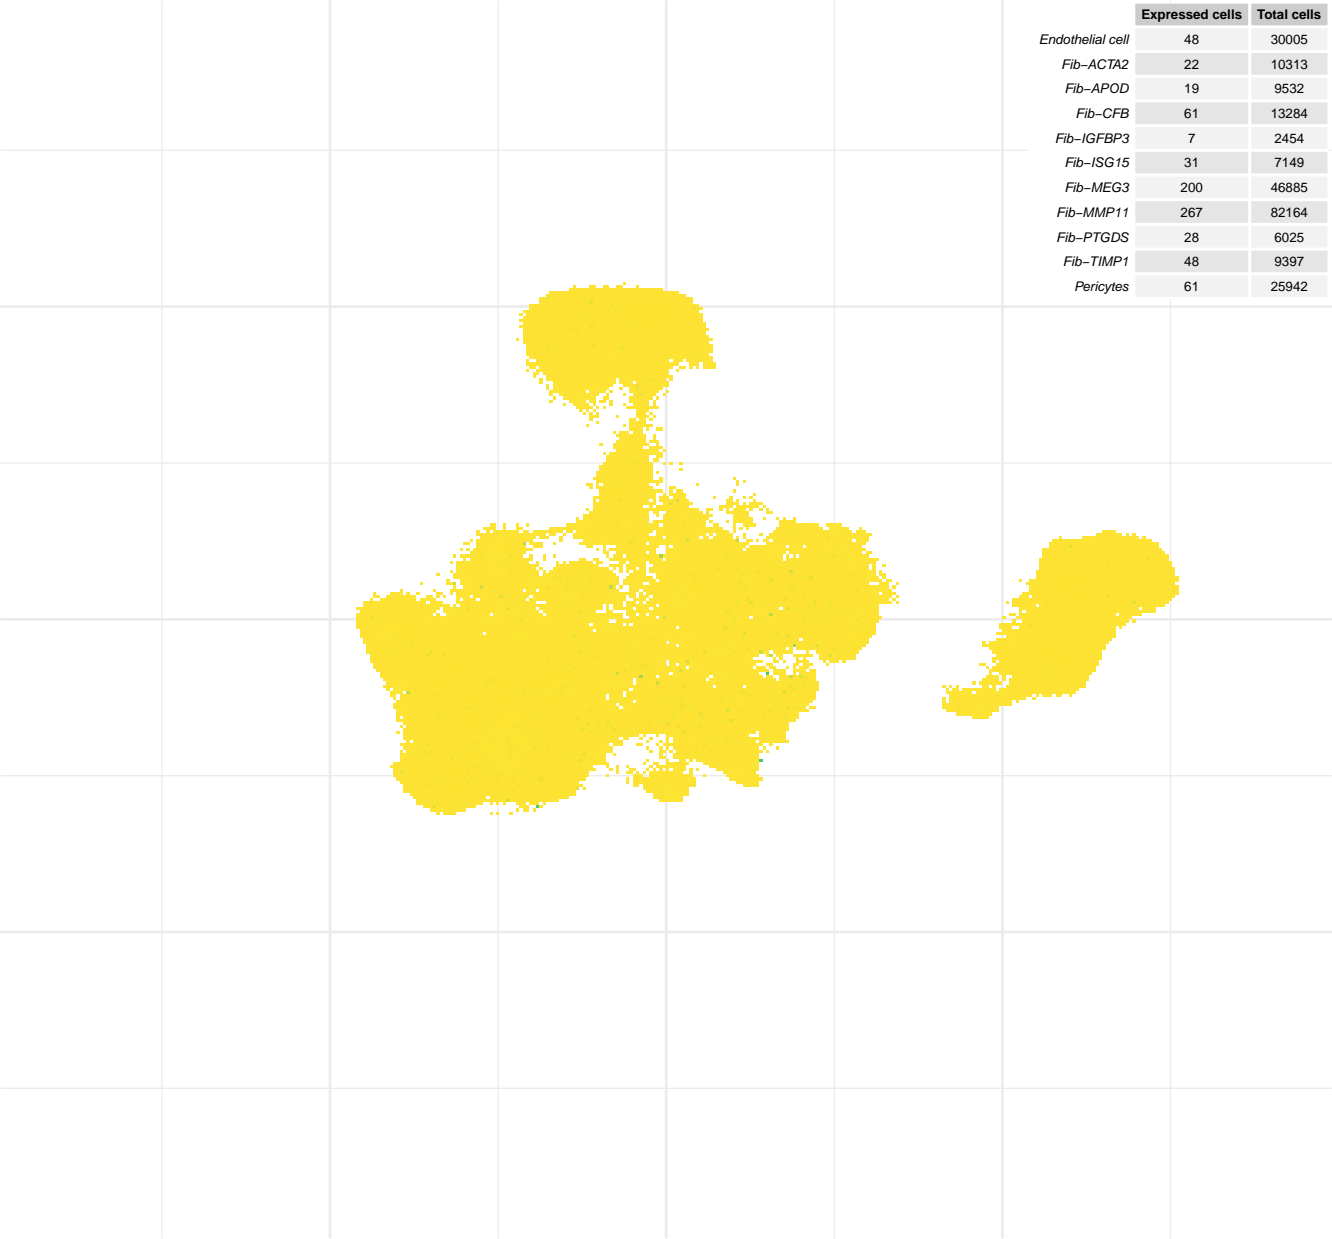 Expressed cells Total cells
Endothelial cell 48 30005
Fib−ACTA2 22 10313
Fib−APOD 19 9532
Fib−CFB 61 13284
Fib−IGFBP3 7 2454
Fib−ISG15 31 7149
Fib−MEG3 200 46885
Fib−MMP11 267 82164
Fib−PTGDS 28 6025
Fib−TIMP1 48 9397
Pericytes 61 25942